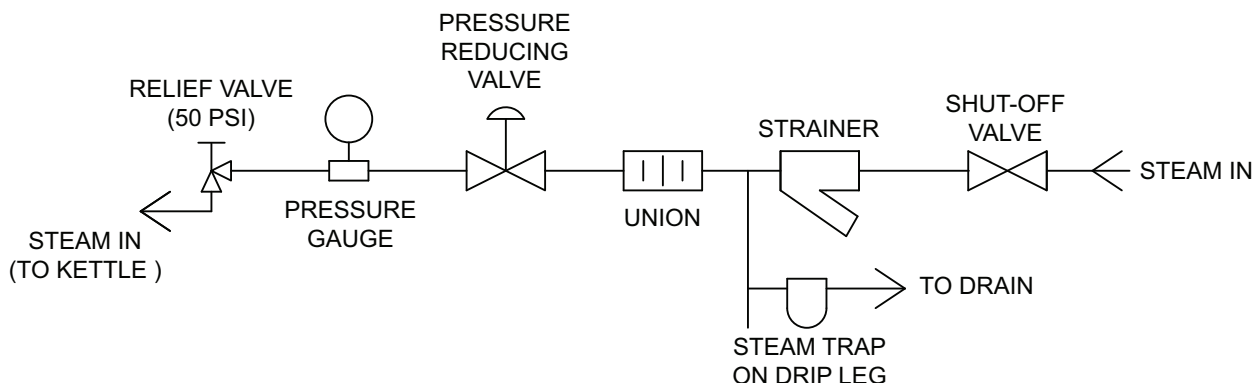 PRESSURE
REDUCING
VALVE
RELIEF VALVE
(50 PSI)
SHUT-OFF
VALVE
STRAINER
STEAM IN
PRESSURE
GAUGE
UNION
STEAM IN
(TO KETTLE )
TO DRAIN
STEAM TRAP
ON DRIP LEG